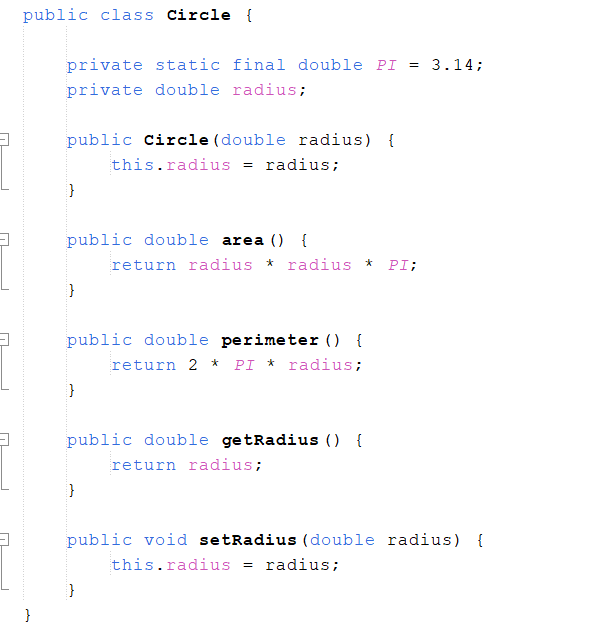 public class Circle {
private static final double PI = 3.14;
private double radius;
public Circle(double radius) {
this.radius = radius;
}
public double area() {
return radius * radius * PI;
}
public double perimeter() {
return 2 * PI * radius;
}
public double getRadius() {
return radius;
}
public void setRadius(double radius) {
this.radius = radius;
}
}